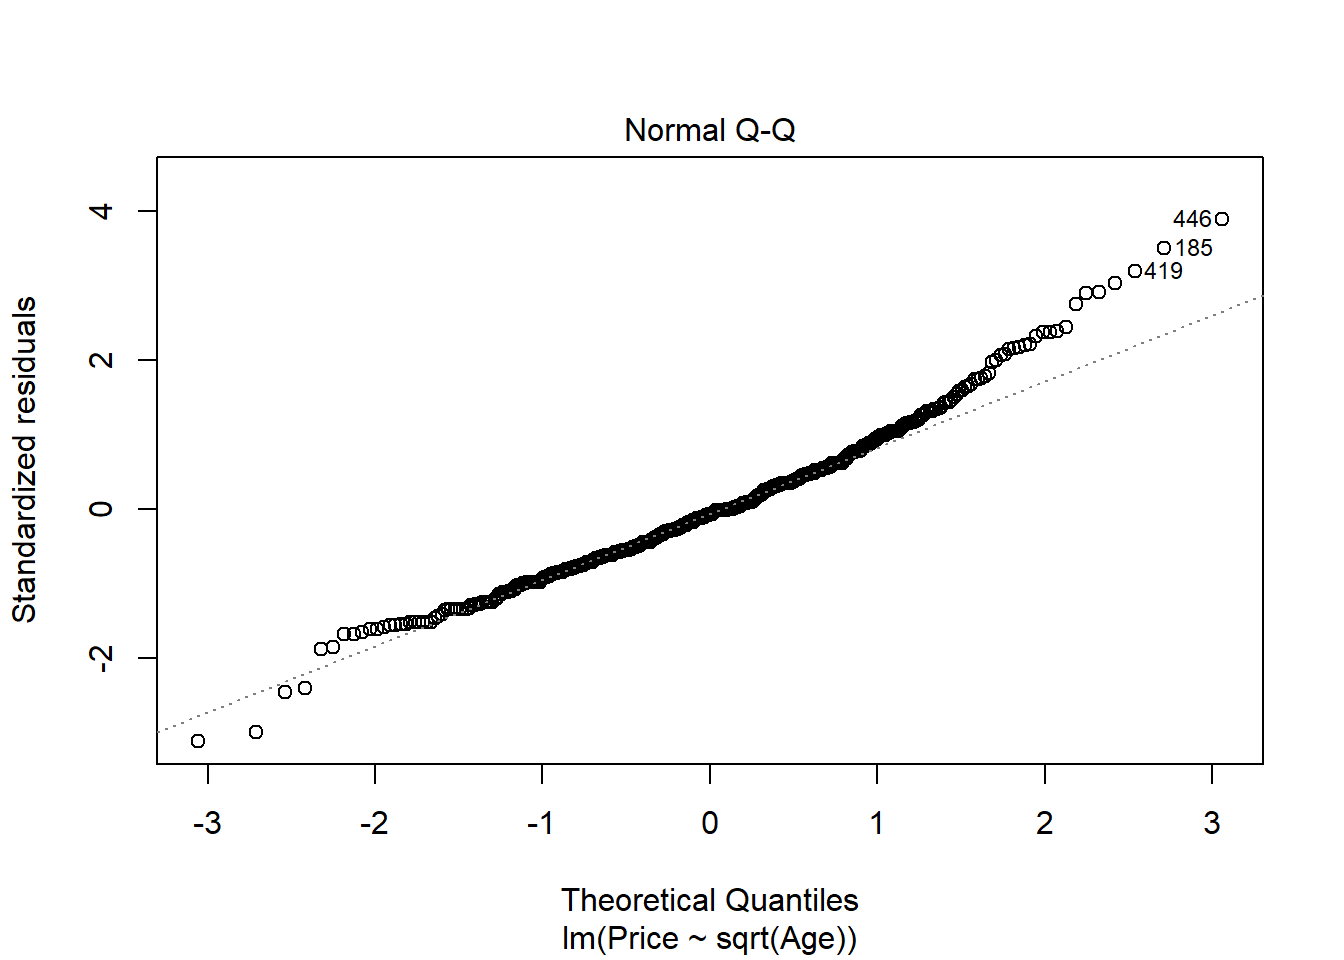 Normal Q-Q
Standardized residuals
4
2
0
-2
446
185
419
-3 -2 -1 0 1 2 3
Theoretical Quantiles
lm(Price ~ sqrt(Age))